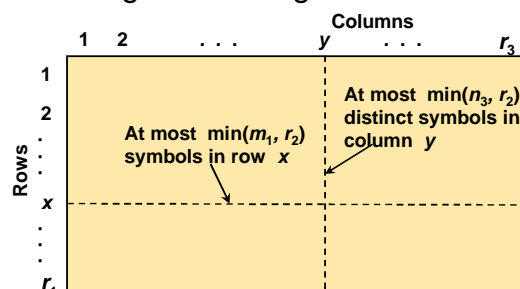 Columns
1 2 . . . y . . . r3
1
2
.
.
.
Rows
x
.
.
.
At most min(m1, r2)
symbols in row x
At most min(n3, r2)
distinct symbols in
column y